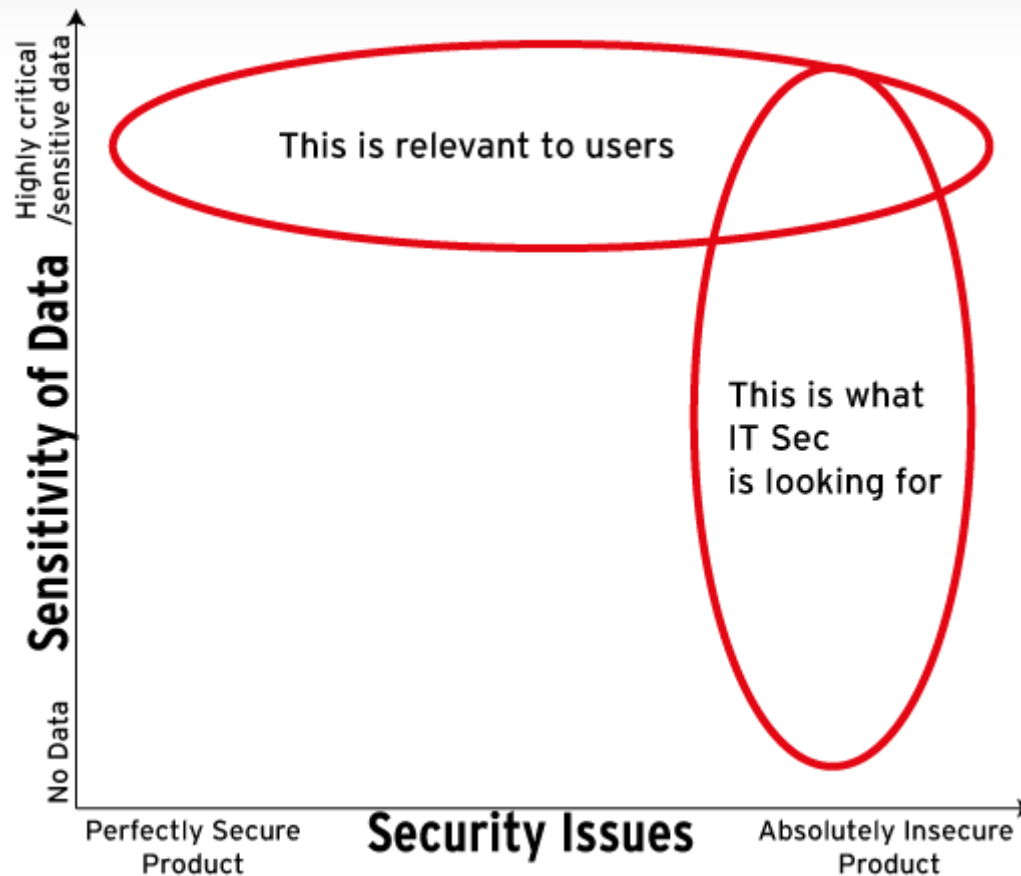 Highly critical
/sensitive data
This is relevant to users
Sensitivity of Data
This is what
IT Sec
is looking for
No Data
Perfectly Secure
Product
Security Issues
Absolutely Insecure
Product